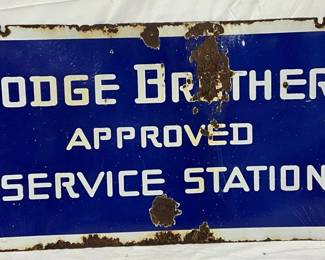 ODGE BROTHER
APPROVED
SERVICE STATION